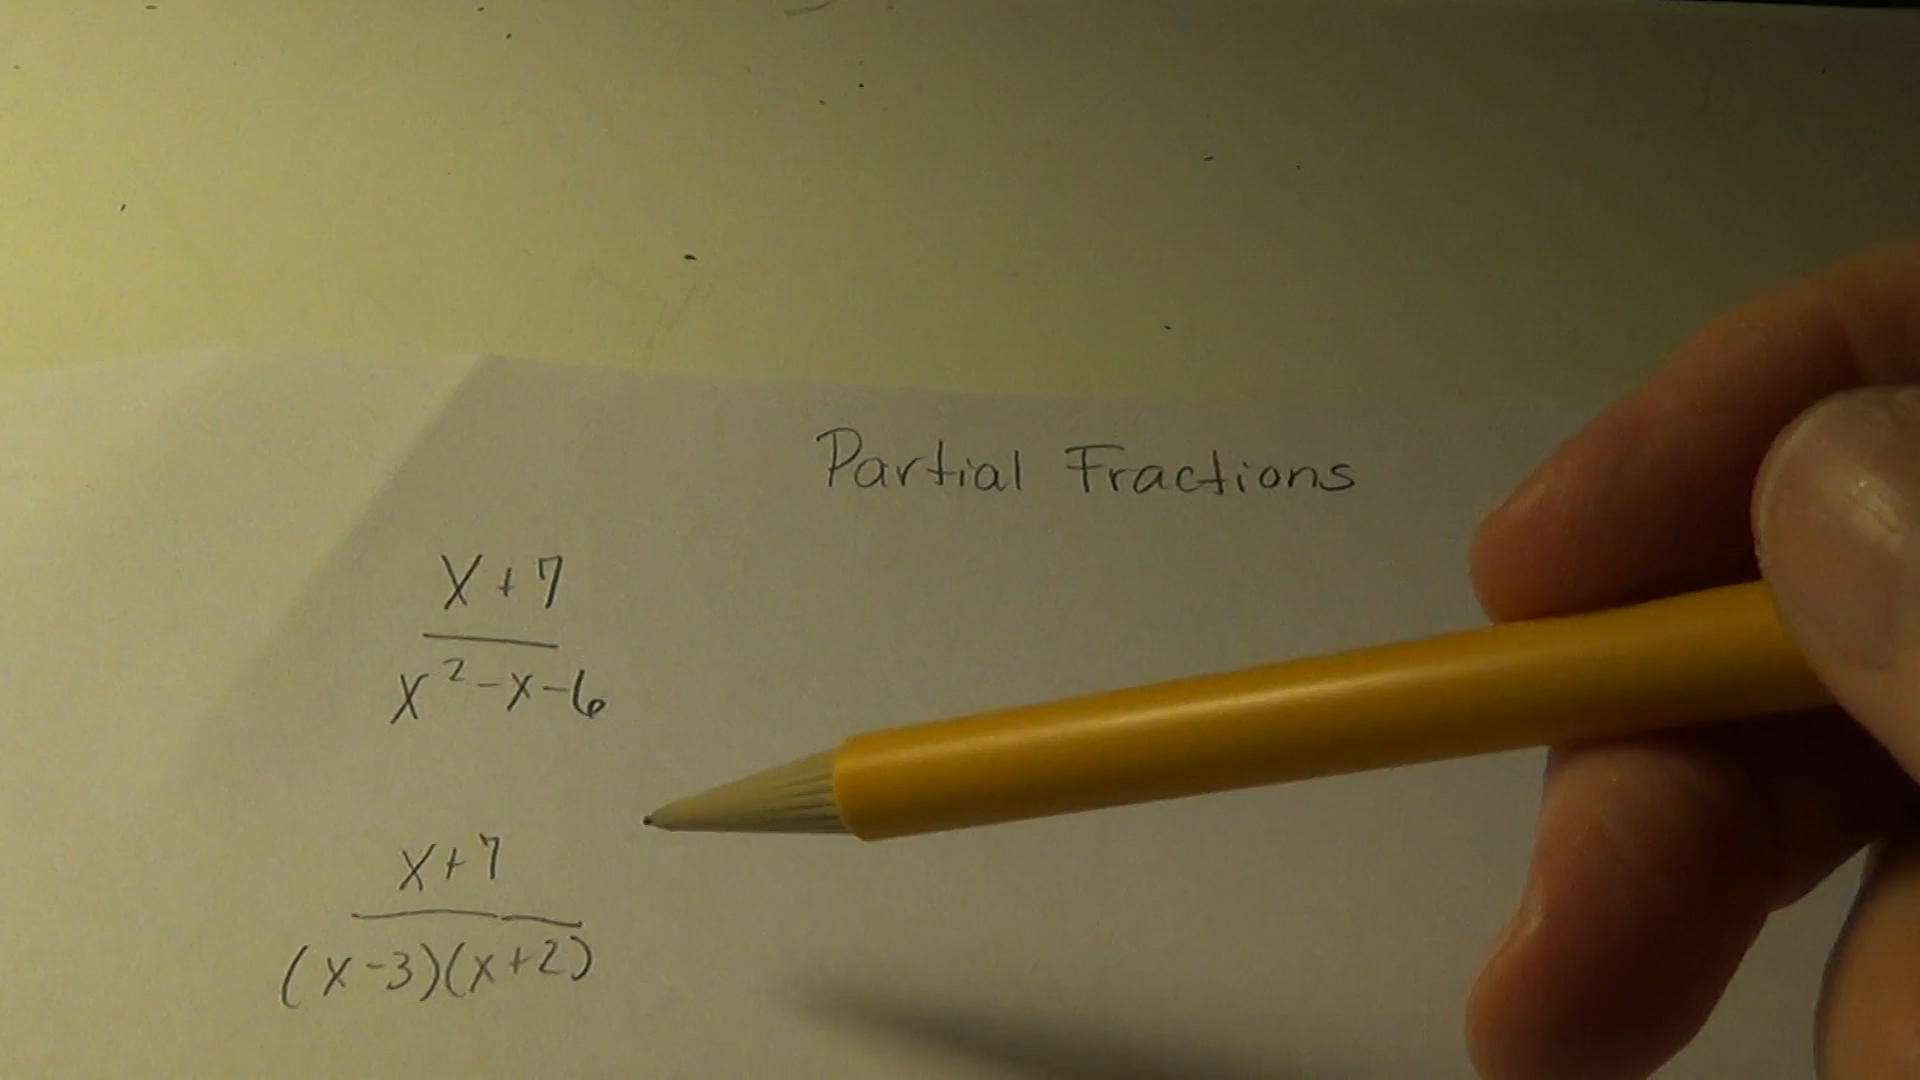 Partial Fractions
x + 7
x² - x - 6
x + 7
(x - 3)(x + 2)